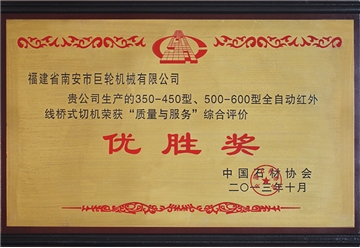 福建省南安市巨轮机械有限公司
贵公司生产的350-450型、500-600型全自动红外
线桥式切机荣获“质量与服务”综合评价
优胜奖
中国石材协会
二〇一三年十月